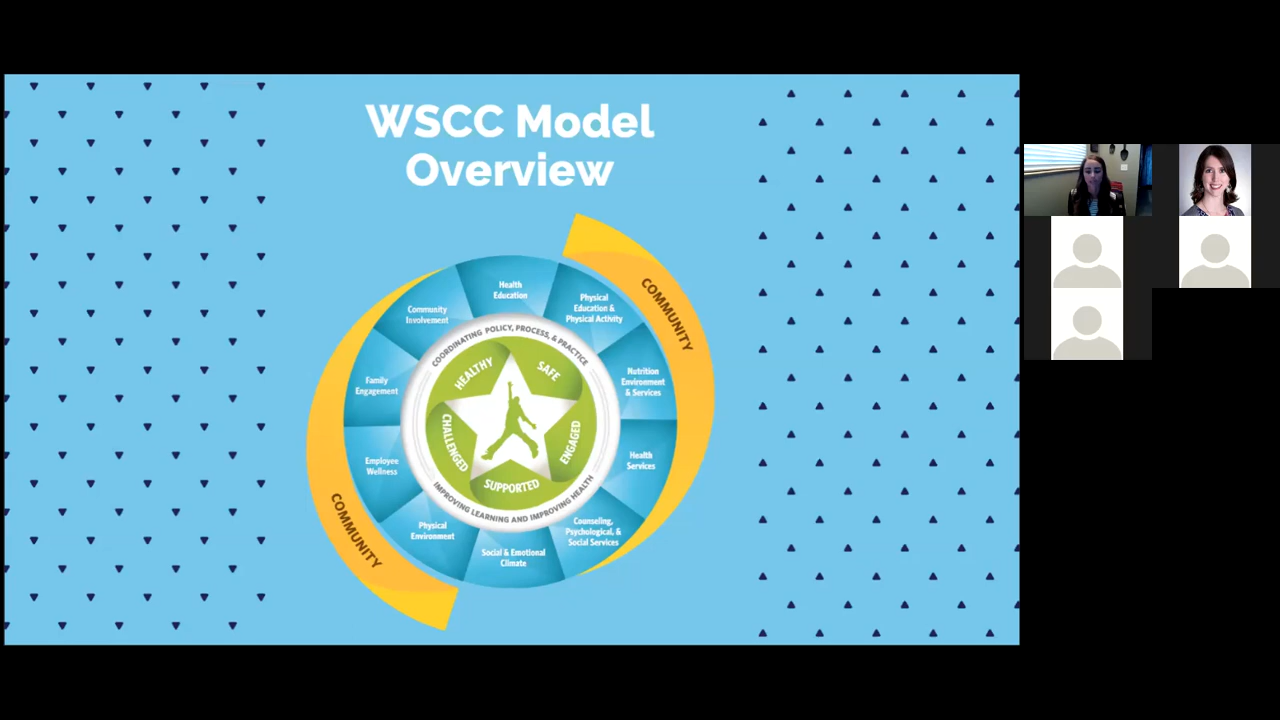 WSCC Model
Overview
COMMUNITY
Health
Education
Physical
Education &
Physical Activity
Nutrition
Environment
& Services
Health
Services
Counseling,
Psychological, &
Social Services
Social & Emotional
Climate
Physical
Environment
Employee
Wellness
Family
Engagement
Community
Involvement
COORDINATING POLICY, PROCESS, & PRACTICE
IMPROVING LEARNING AND IMPROVING HEALTH
HEALTHY
SAFE
ENGAGED
SUPPORTED
CHALLENGED
COMMUNITY